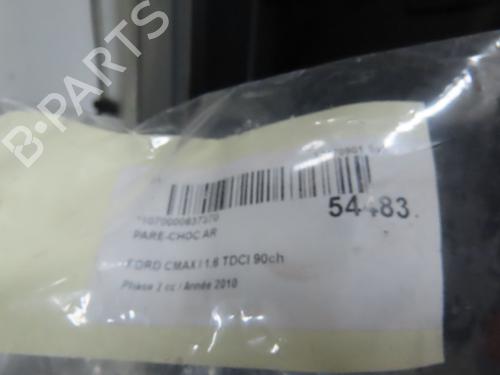 B-PARTS
54483
PARE-CHOC AR
FORD CMAX I 1.6 TDCI 90ch
Phase 2 cc / Année 2010